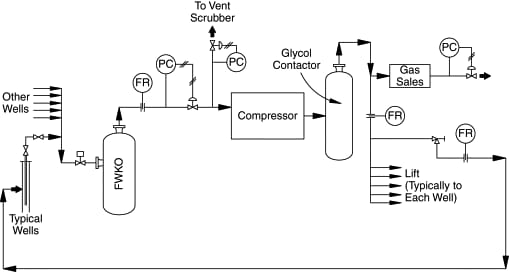 To Vent
Scrubber
Glycol
Contactor
PC
PC
FR
PC
Gas
Sales
Other
Wells
FR
Compressor
FR
FWKO
Lift
(Typically to
Each Well)
Typical
Wells